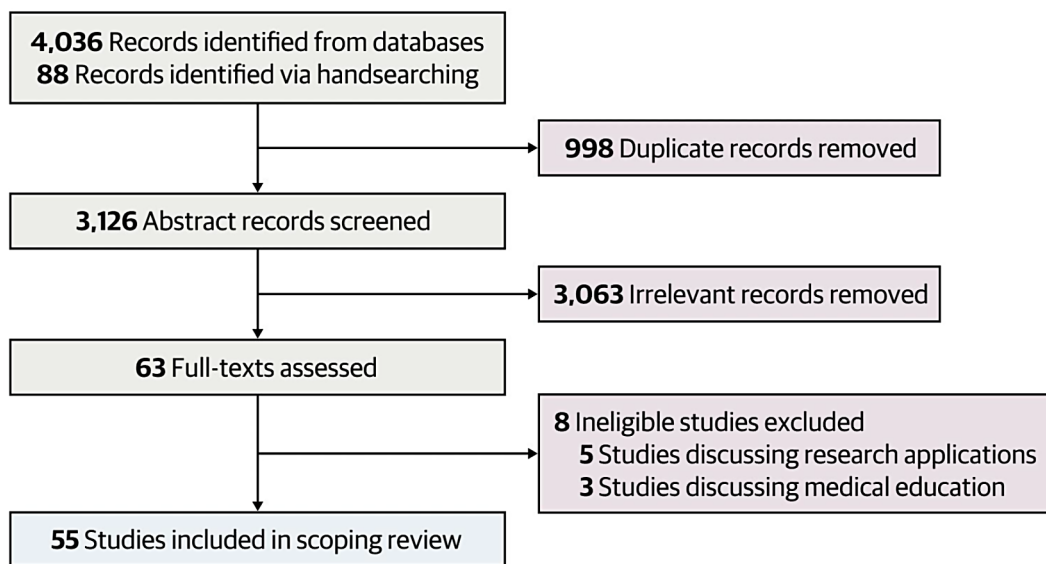 4,036 Records identified from databases
88 Records identified via handsearching
998 Duplicate records removed
3,126 Abstract records screened
3,063 Irrelevant records removed
63 Full-texts assessed
8 Ineligible studies excluded
5 Studies discussing research applications
3 Studies discussing medical education
55 Studies included in scoping review